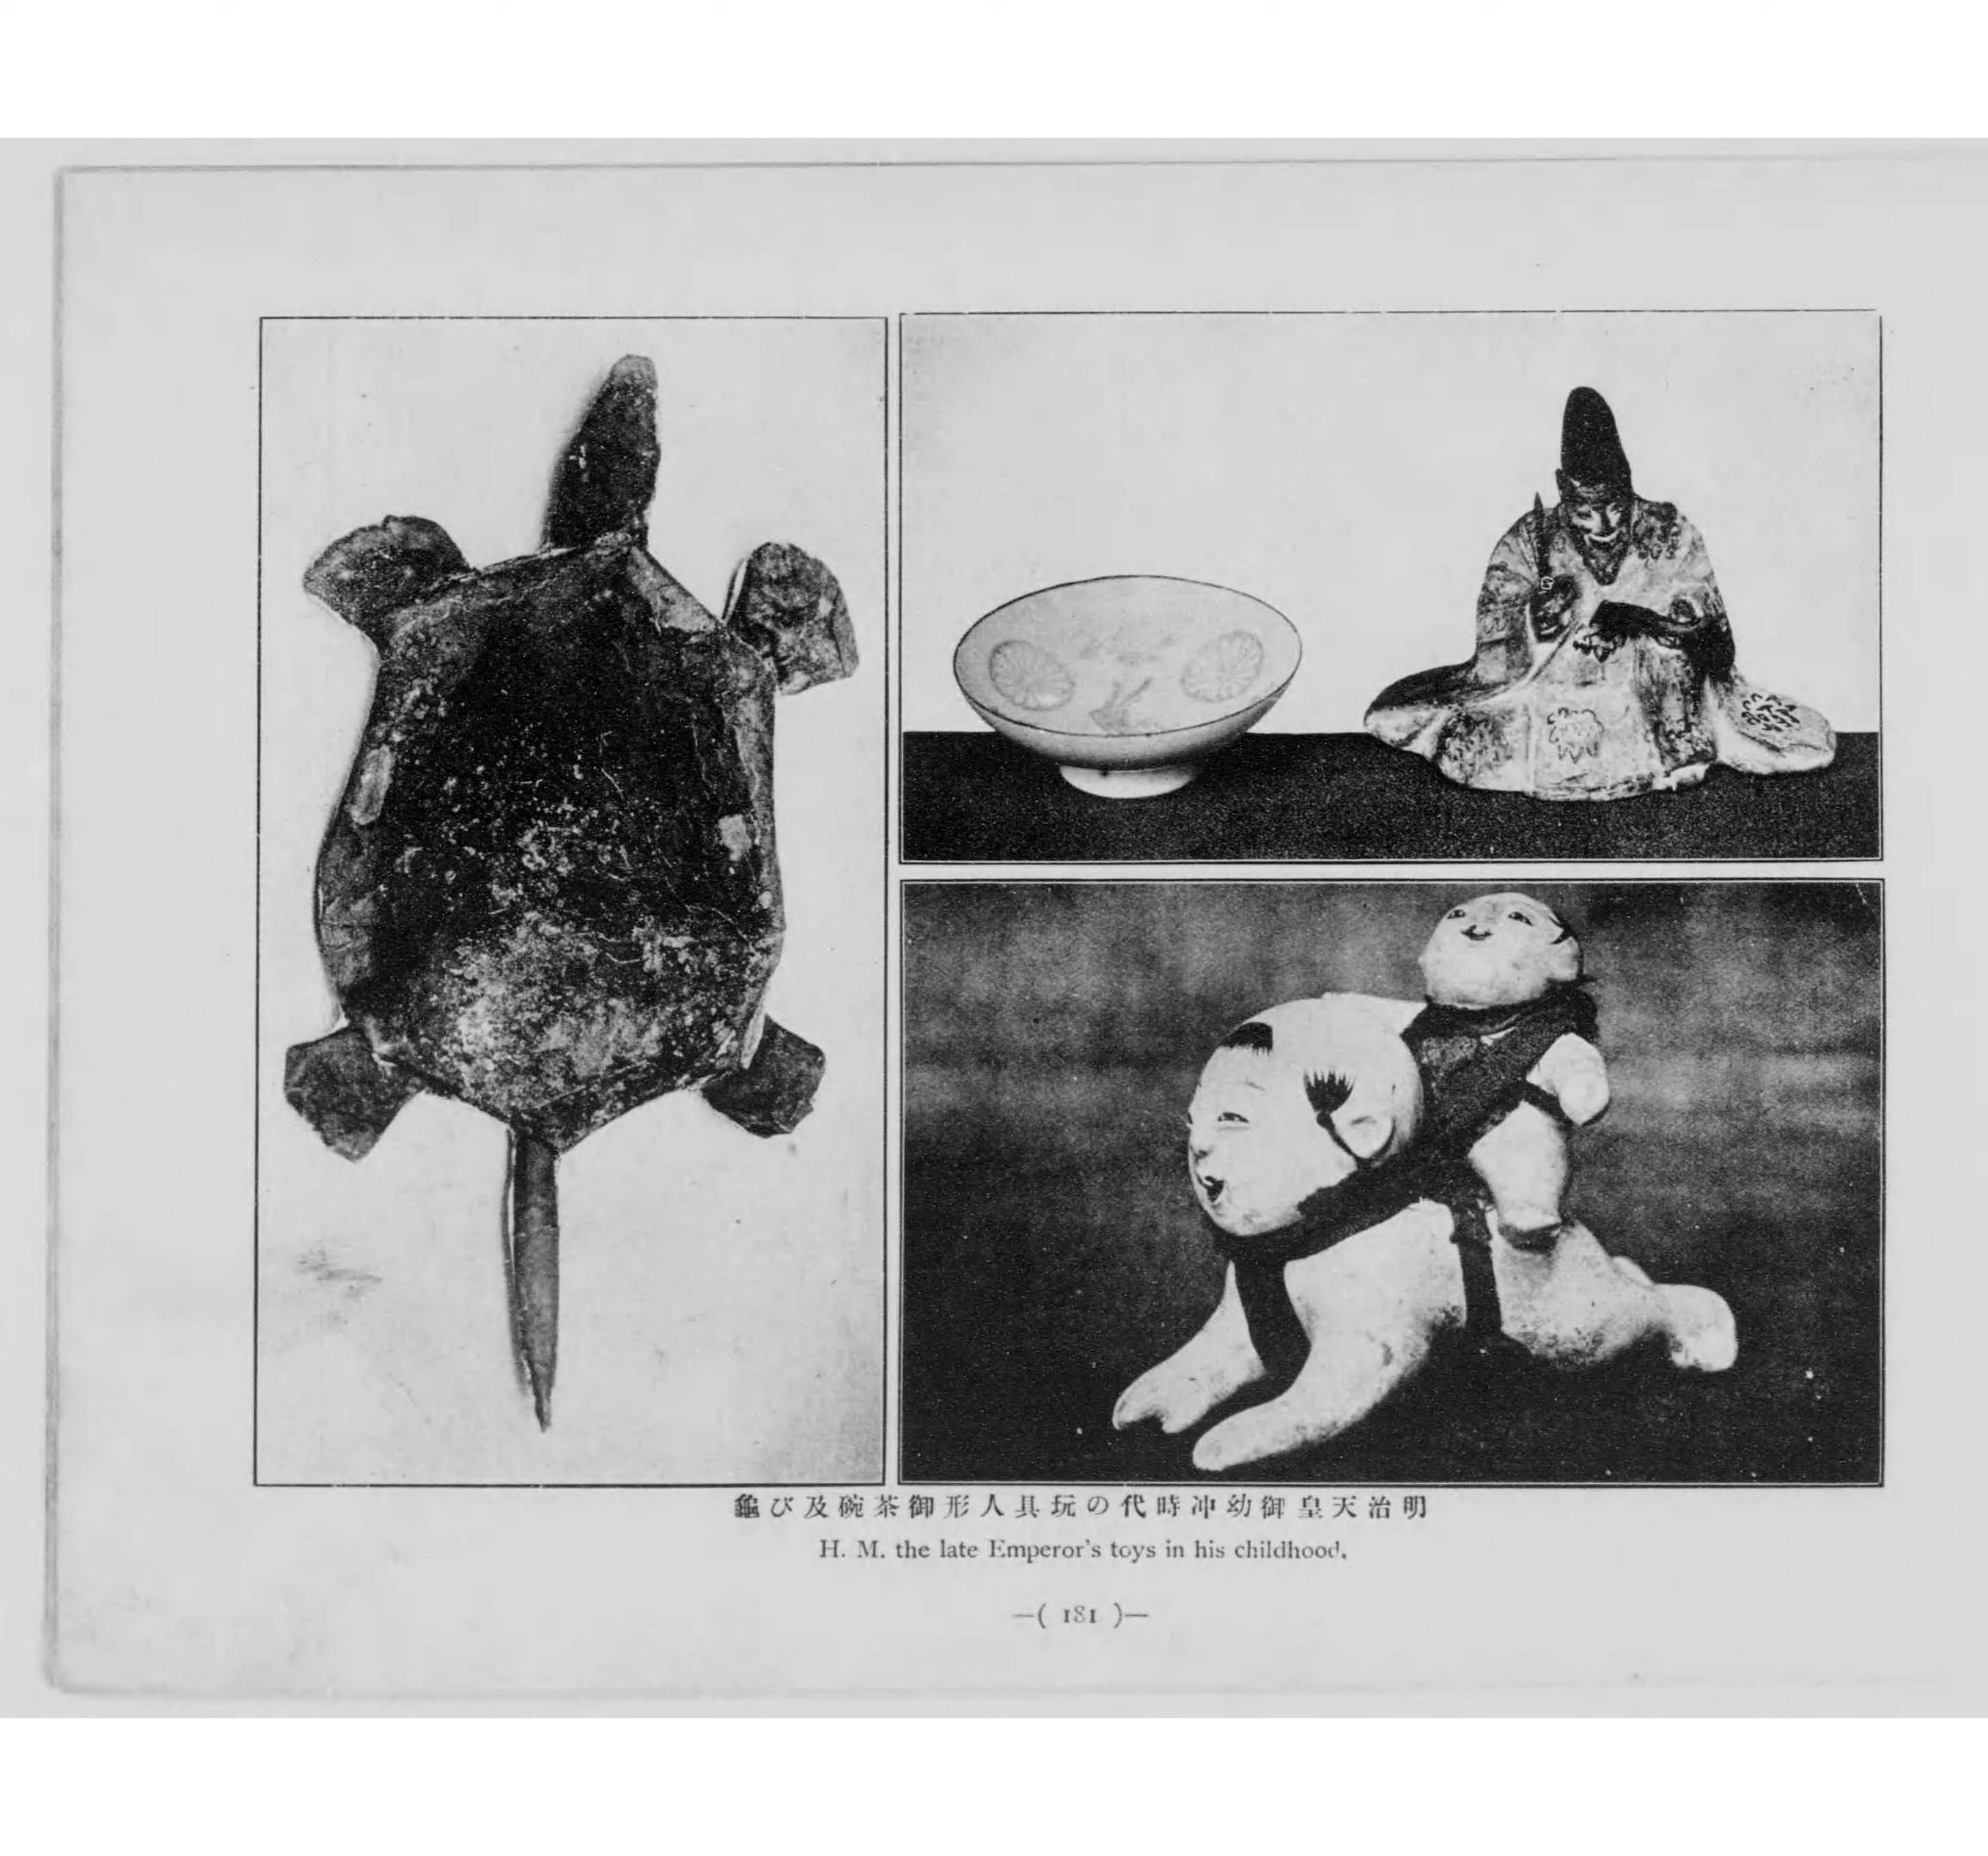 明治天皇御幼冲時代の玩具人形御茶碗及び龜
H. M. the late Emperor's toys in his childhood.
—( 181 )—